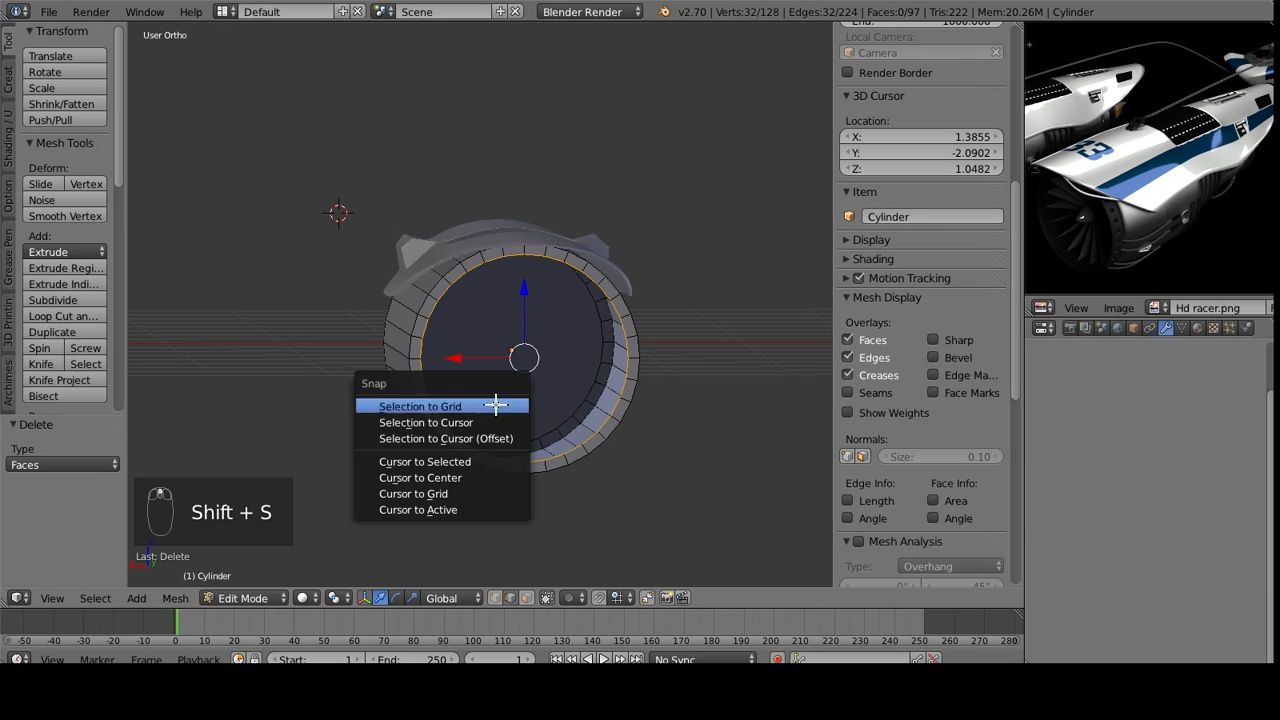 File Render Window Help Default Scene Blender Render v2.70 | Verts:32/128 | Edges:32/224 | Faces:0/97 | Tris:222 | Mem:20.26M | Cylinder
Tool
Creat
Shading / U
Option
Grease Pen
3D Printin
Archimes
Transform
Translate
Rotate
Scale
Shrink/Fatten
Push/Pull
Mesh Tools
Deform:
Slide Vertex
Noise
Smooth Vertex
Add:
Extrude
Extrude Regi...
Extrude Indi...
Subdivide
Loop Cut an...
Duplicate
Spin Screw
Knife Select
Knife Project
Bisect
Delete
Type
Faces
User Ortho
Snap
Selection to Grid
Selection to Cursor
Selection to Cursor (Offset)
Cursor to Selected
Cursor to Center
Cursor to Grid
Cursor to Active
Shift + S
Last: Delete
(1) Cylinder
Local Camera:
Camera
Render Border
3D Cursor
Location:
X: 1.3855
Y: -2.0902
Z: 1.0482
Item
Cylinder
Display
Shading
Motion Tracking
Mesh Display
Overlays:
Faces Sharp
Edges Bevel
Creases Edge Ma...
Seams Face Marks
Show Weights
Normals:
Size: 0.10
Edge Info: Face Info:
Length Area
Angle Angle
Mesh Analysis
Type: Overhang
View Image Hd racer.png
View Select Add Mesh Edit Mode Global
-50 -40 -30 -20 -10 0 10 20 30 40 50 60 70 80 90 100 110 120 130 140 150 160 170 180 190 200 210 220 230 240 250 260 270 280
View Marker Frame Playback Start: 1 End: 250 1 No Sync